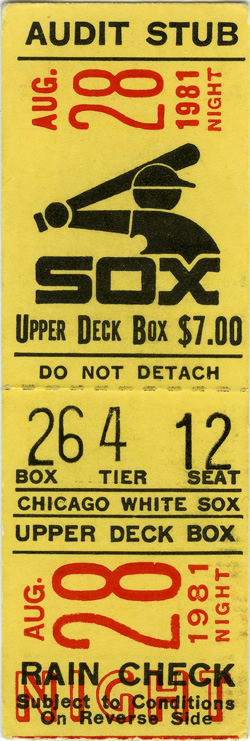 AUDIT STUB
AUG. 28 1981 NIGHT
SOX
UPPER DECK BOX $7.00
DO NOT DETACH
26 4 12
BOX TIER SEAT
CHICAGO WHITE SOX
UPPER DECK BOX
AUG. 28 1981 NIGHT
RAIN CHECK
NIGHT
Subject to Conditions
On Reverse Side